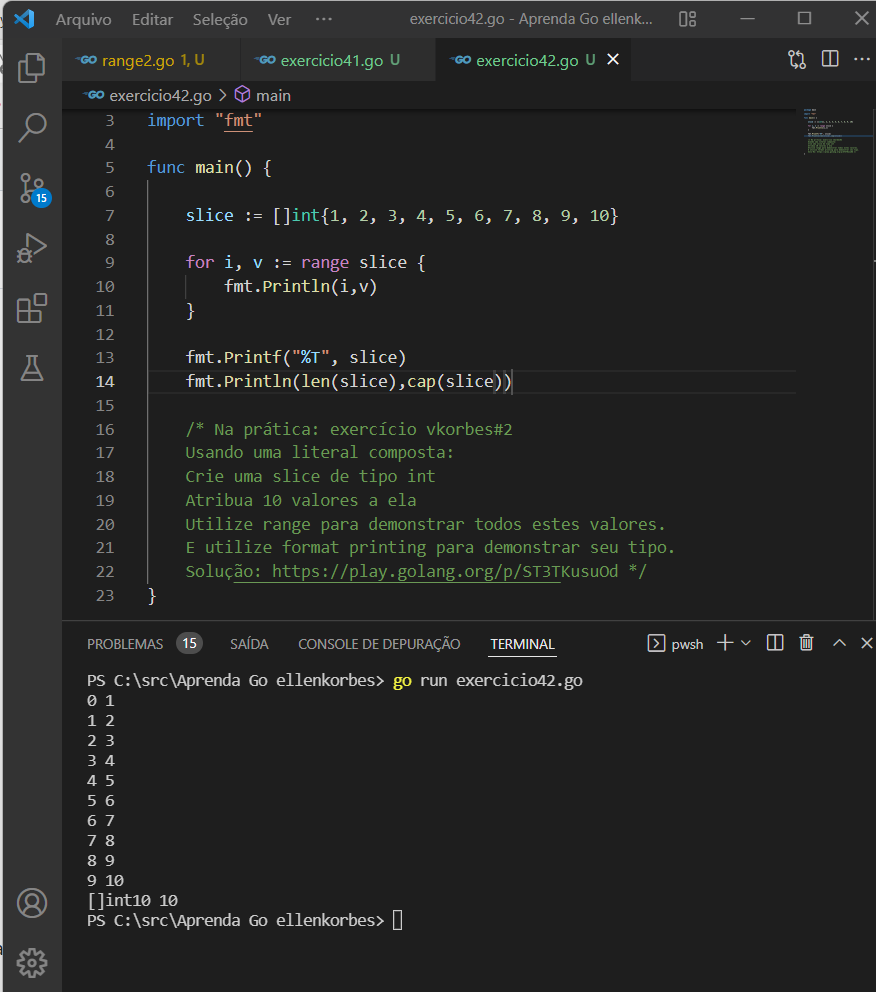 Arquivo Editar Seleção Ver ··· exercicio42.go - Aprenda Go ellenk...
GO range2.go 1, U GO exercicio41.go U GO exercicio42.go U
GO exercicio42.go > main
3 import "fmt"
4
5 func main() {
6
7 slice := []int{1, 2, 3, 4, 5, 6, 7, 8, 9, 10}
8
9 for i, v := range slice {
10 fmt.Println(i,v)
11 }
12
13 fmt.Printf("%T", slice)
14 fmt.Println(len(slice),cap(slice))
15
16 /* Na prática: exercício vkorbes#2
17 Usando uma literal composta:
18 Crie uma slice de tipo int
19 Atribua 10 valores a ela
20 Utilize range para demonstrar todos estes valores.
21 E utilize format printing para demonstrar seu tipo.
22 Solução: https://play.golang.org/p/ST3TKusuOd */
23 }
15
PROBLEMAS 15 SAÍDA CONSOLE DE DEPURAÇÃO TERMINAL pwsh
PS C:\src\Aprenda Go ellenkorbes> go run exercicio42.go
0 1
1 2
2 3
3 4
4 5
5 6
6 7
7 8
8 9
9 10
[]int10 10
PS C:\src\Aprenda Go ellenkorbes>